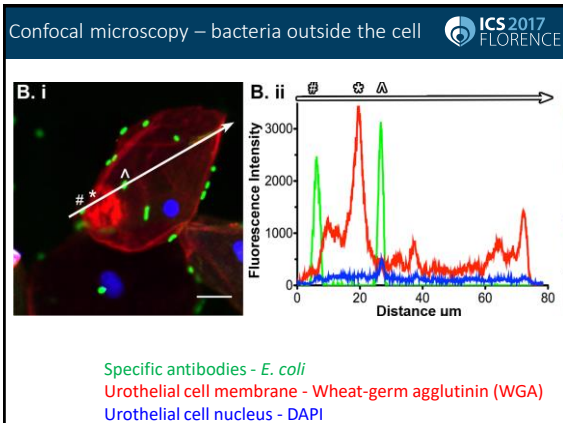 Confocal microscopy – bacteria outside the cell
ICS 2017
FLORENCE
B. i
# * ^
B. ii
# * ^
Fluorescence Intensity
3000
2000
1000
0
0 20 40 60 80
Distance um
Specific antibodies - E. coli
Urothelial cell membrane - Wheat-germ agglutinin (WGA)
Urothelial cell nucleus - DAPI